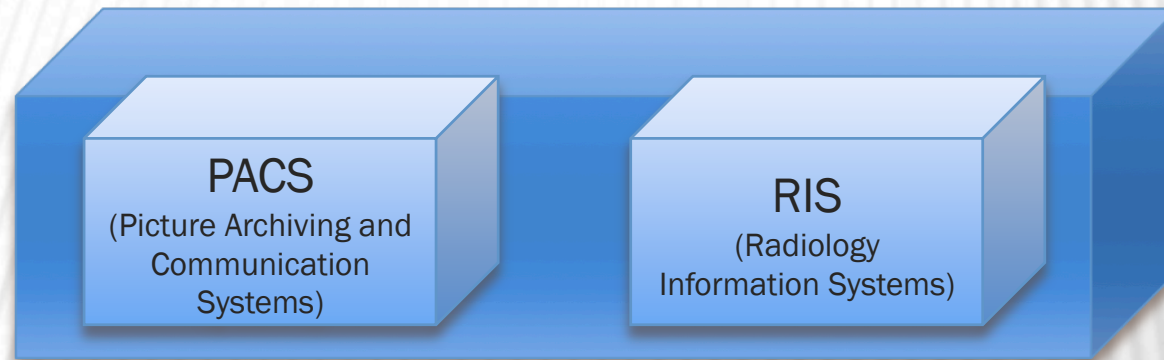 PACS
(Picture Archiving and
Communication
Systems)
RIS
(Radiology
Information Systems)